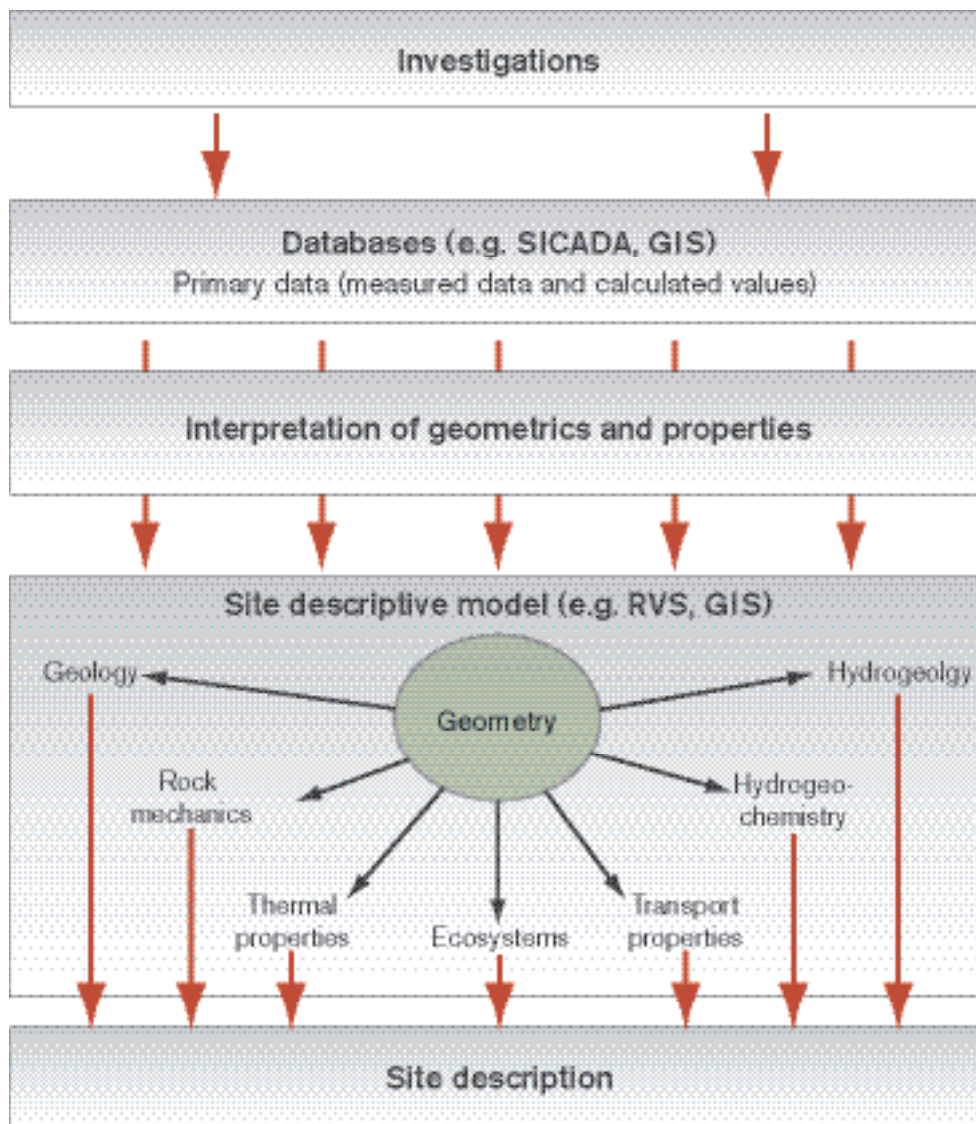 Investigations
Databases (e.g. SICADA, GIS)
Primary data (measured data and calculated values)
Interpretation of geometrics and properties
Site descriptive model (e.g. RVS, GIS)
Geology
Hydrogeolgy
Geometry
Rock
mechanics
Hydrogeo-
chemistry
Thermal
properties
Ecosystems
Transport
properties
Site description